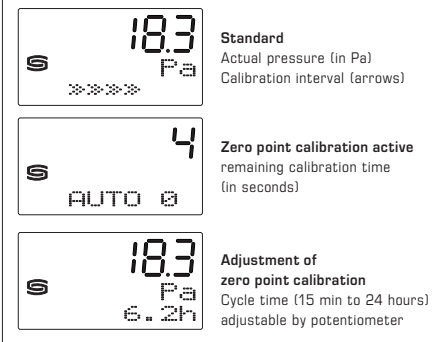 18.3
Pa
>>>>
Standard
Actual pressure (in Pa)
Calibration interval (arrows)
4
AUTO 0
Zero point calibration active
remaining calibration time
(in seconds)
18.3
Pa
6.2h
Adjustment of
zero point calibration
Cycle time (15 min to 24 hours)
adjustable by potentiometer